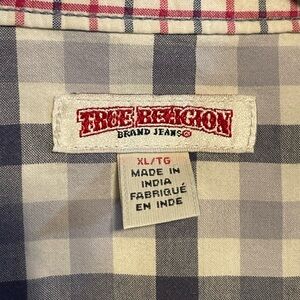 TRUE RELIGION
BRAND JEANS®
XL/TG
MADE IN
INDIA
FABRIQUÉ
EN INDE